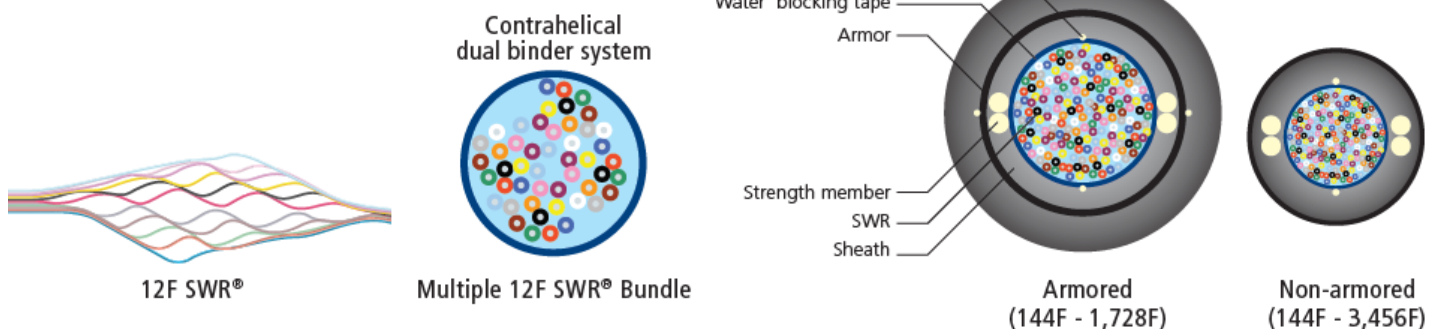 Contrahelical
dual binder system
Water blocking tape
Armor
Strength member
SWR
Sheath
12F SWR®
Multiple 12F SWR® Bundle
Armored
(144F - 1,728F)
Non-armored
(144F - 3,456F)